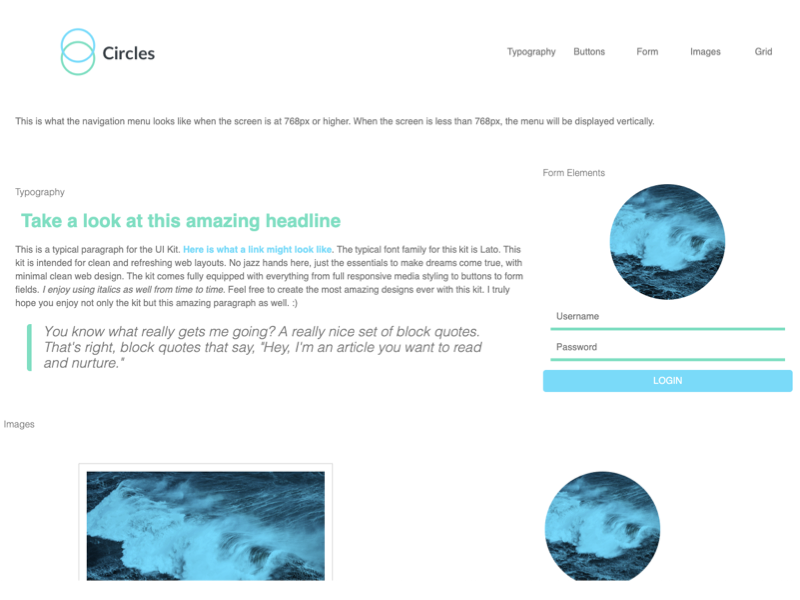 Circles
Typography Buttons Form Images Grid
This is what the navigation menu looks like when the screen is at 768px or higher. When the screen is less than 768px, the menu will be displayed vertically.
Typography
Take a look at this amazing headline
This is a typical paragraph for the UI Kit. Here is what a link might look like. The typical font family for this kit is Lato. This
kit is intended for clean and refreshing web layouts. No jazz hands here, just the essentials to make dreams come true, with
minimal clean web design. The kit comes fully equipped with everything from full responsive media styling to buttons to form
fields. I enjoy using italics as well from time to time. Feel free to create the most amazing designs ever with this kit. I truly
hope you enjoy not only the kit but this amazing paragraph as well. :)
You know what really gets me going? A really nice set of block quotes.
That's right, block quotes that say, "Hey, I'm an article you want to read
and nurture."
Form Elements
Username
Password
LOGIN
Images